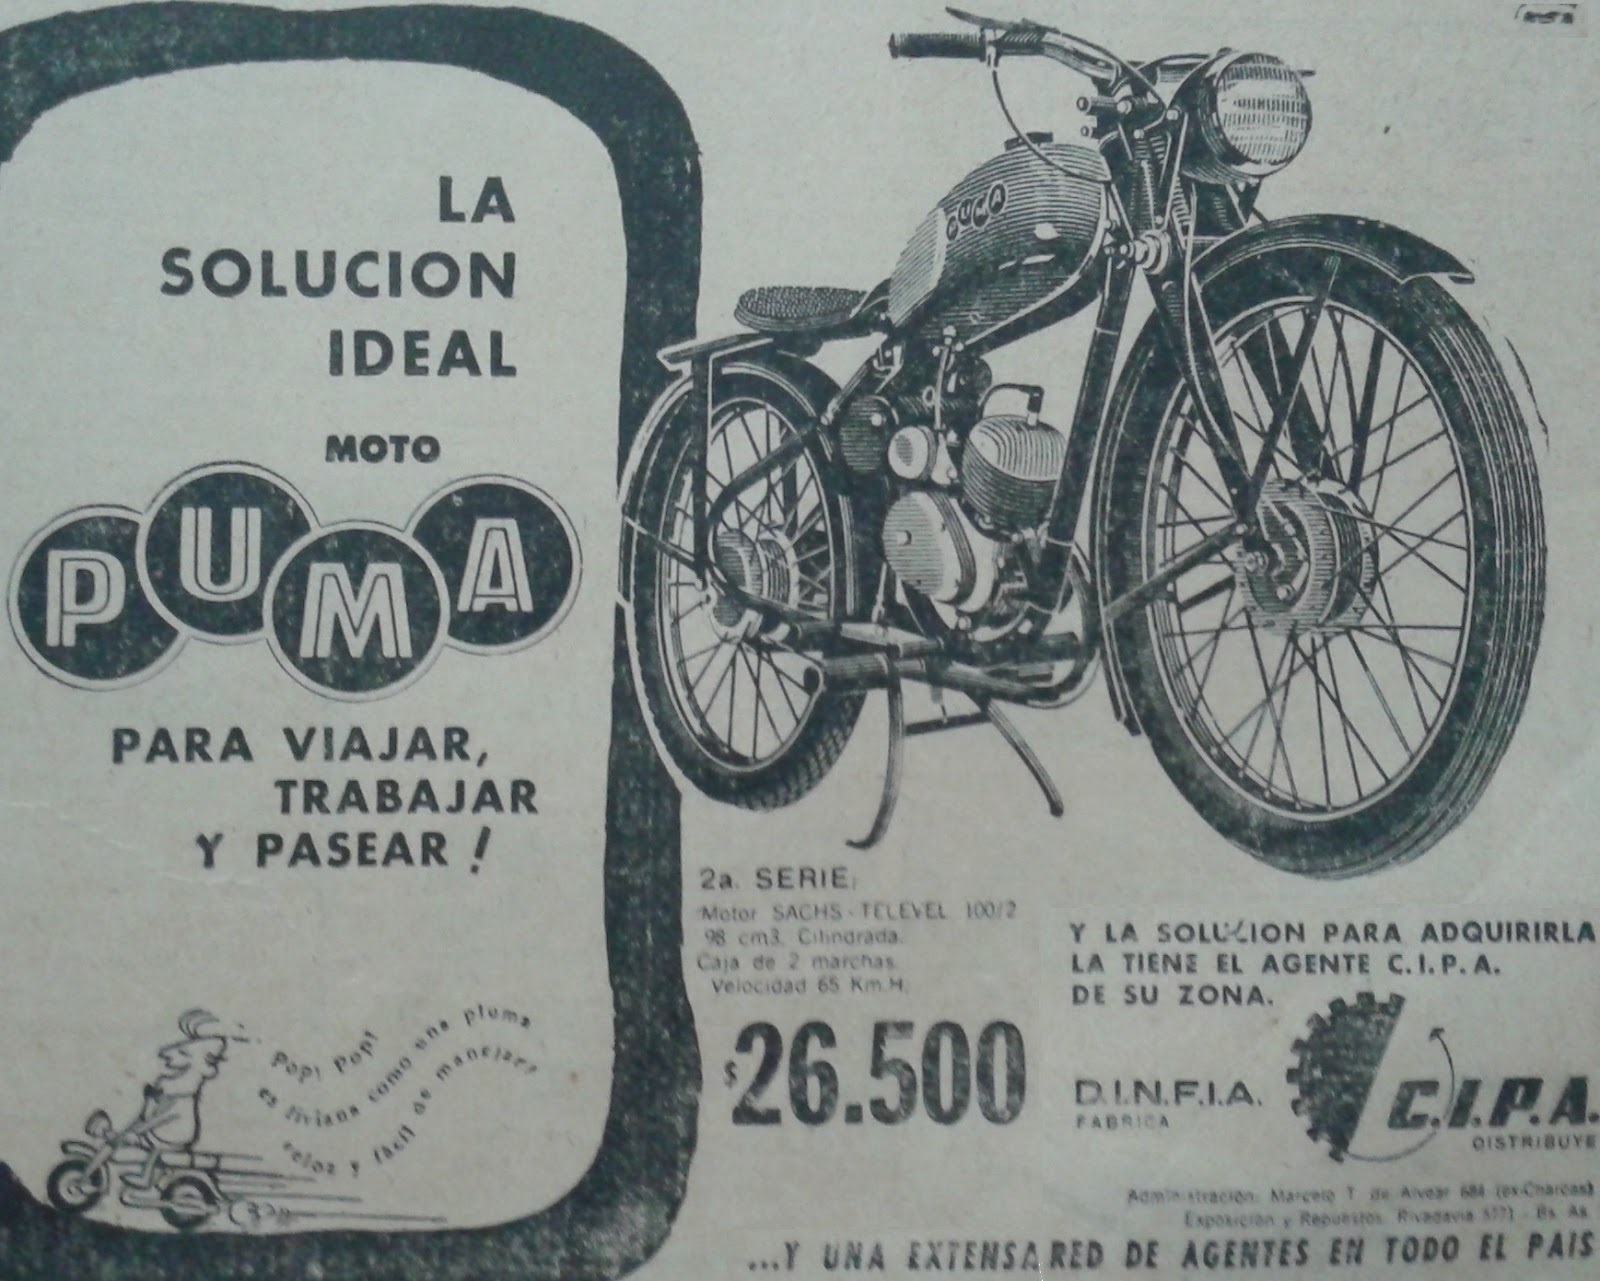 LA
SOLUCION
IDEAL
MOTO
PUMA
PARA VIAJAR,
TRABAJAR
Y PASEAR!
Pop! Pop!
es liviana como una pluma
veloz y fácil de manejar!
PUMA
2a. SERIE
Motor SACHS-TELEVEL 100/2
98 cm3. Cilindrada.
Caja de 2 marchas.
Velocidad 65 Km.H.
$26.500
Y LA SOLUCION PARA ADQUIRIRLA
LA TIENE EL AGENTE C.I.P.A.
DE SU ZONA.
D.I.N.F.I.A.
FABRICA
C.I.P.A.
DISTRIBUYE
Administración: Marcelo T. de Alvear 684 (ex-Charcas)
Exposición y Repuestos: Rivadavia 5771 - Bs. As.
...Y UNA EXTENSA RED DE AGENTES EN TODO EL PAIS